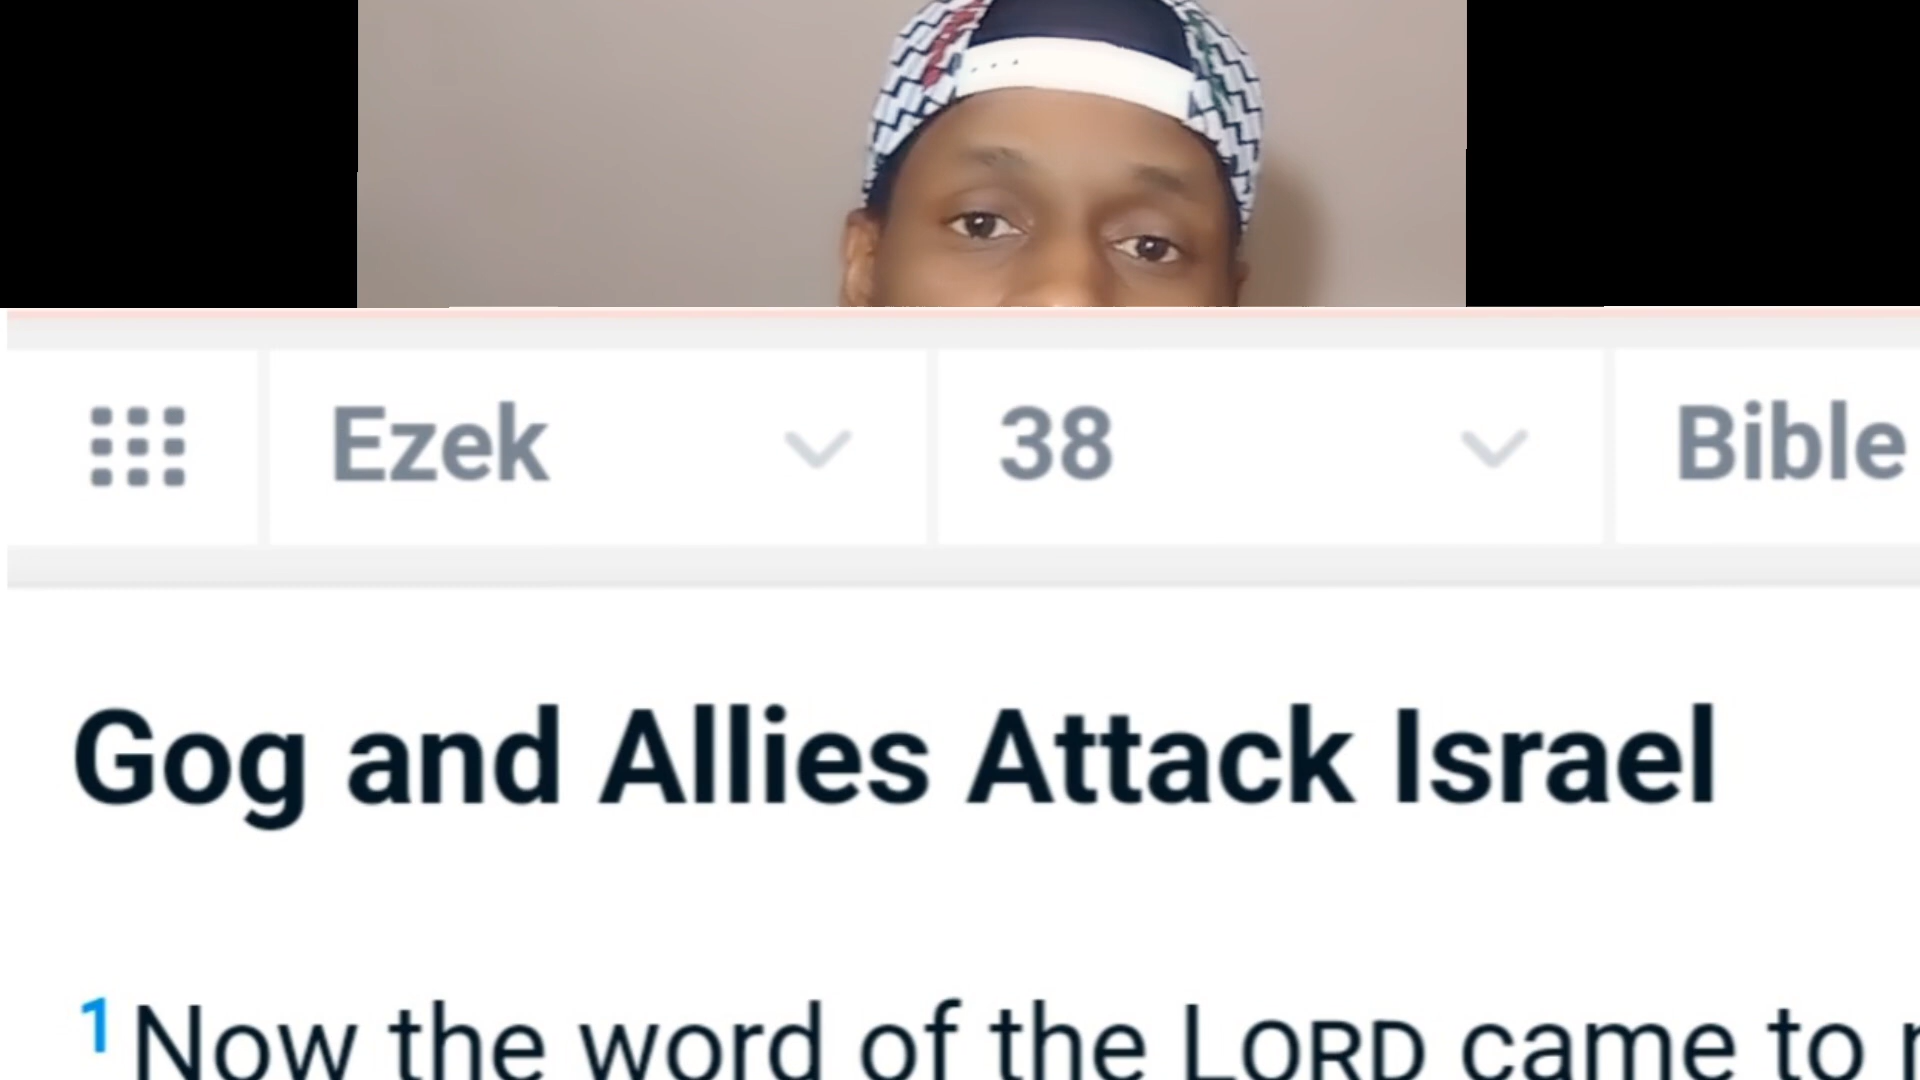 Ezek 38 Bible
Gog and Allies Attack Israel
1 Now the word of the LORD came to